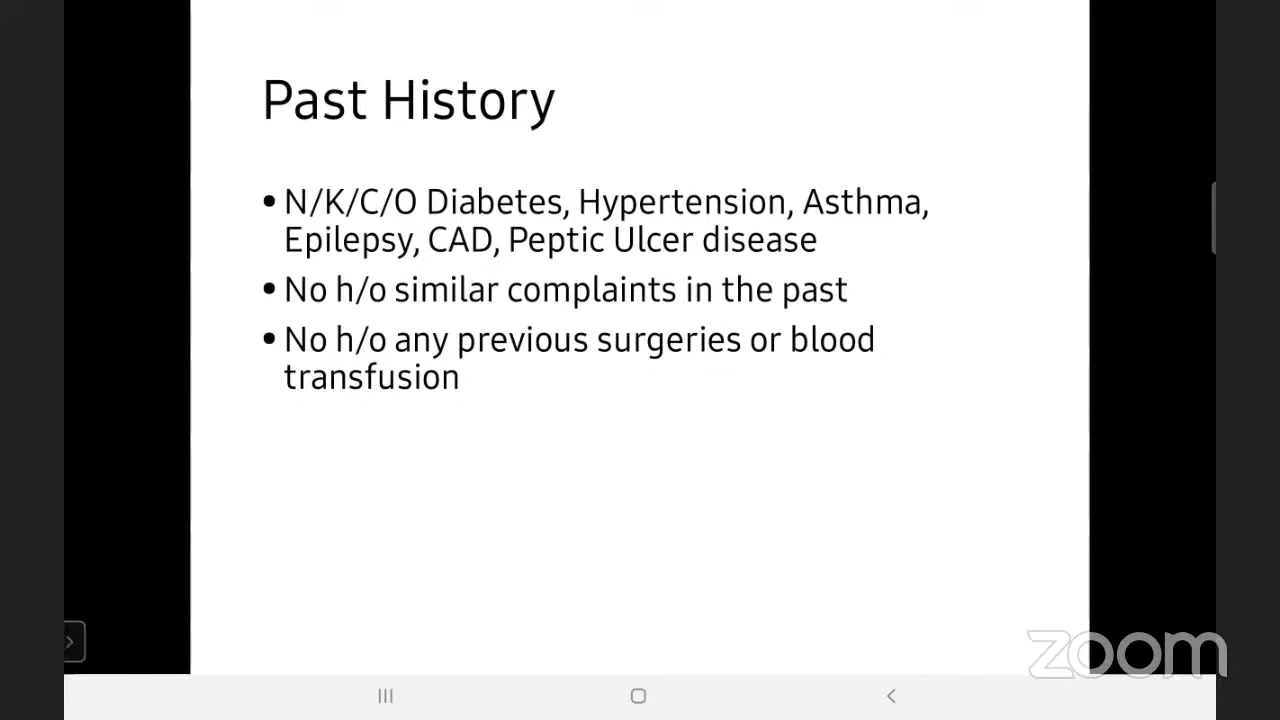 Past History
• N/K/C/O Diabetes, Hypertension, Asthma,
Epilepsy, CAD, Peptic Ulcer disease
• No h/o similar complaints in the past
• No h/o any previous surgeries or blood
transfusion
zoom